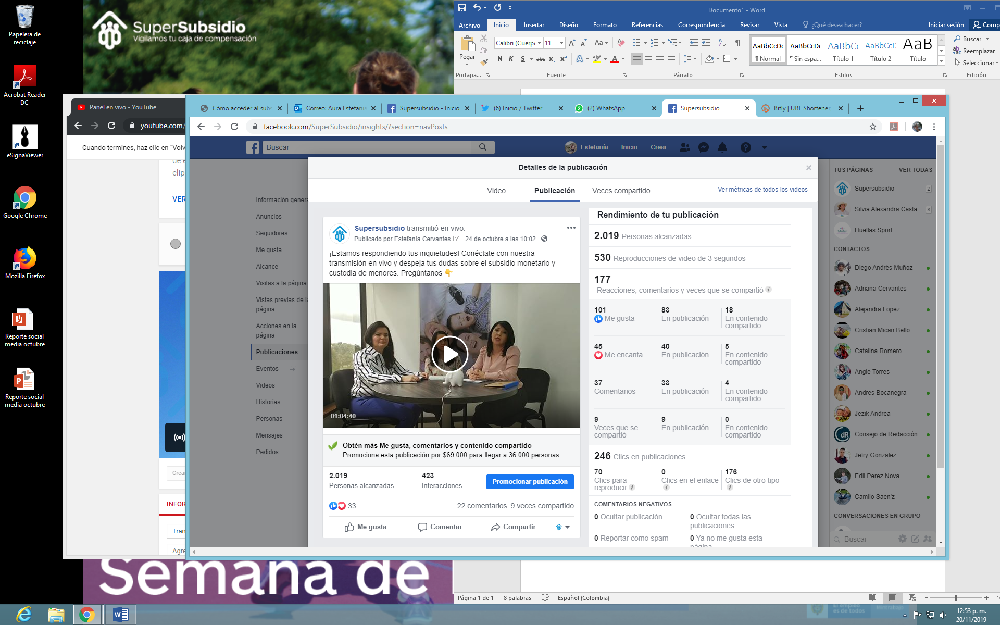 Papelera de
reciclaje
Acrobat Reader
DC
eSignaViewer
Google Chrome
Mozilla Firefox
Reporte social
media octubre
Reporte social
media octubre
SuperSubsidio
Vigilamos tu caja de compensación
Semana de
Documento1 - Word
Archivo Inicio Insertar Diseño Formato Referencias Correspondencia Revisar Vista ¿Qué desea hacer? Iniciar sesión Comp
Pegar
Calibri (Cuerpo 11
Aa
N K S abc x₂ x²
AaBbCcDc AaBbCcDc AaBbCc AaBbCcD AaB
¶ Normal ¶ Sin espa... Título 1 Título 2 Título
Buscar
Reemplazar
Seleccionar
Portapa... Fuente Párrafo Estilos Edición
Panel en vivo - YouTube
youtube.com/
Cuando termines, haz clic en “Volv
de e
clips
VER
Crear
INFOR
Tran
Agre
Cómo acceder al subs Correo: Aura Estefanía Supersubsidio - Inicio (6) Inicio / Twitter (2) WhatsApp Supersubsidio Bitly | URL Shortener,
facebook.com/SuperSubsidio/insights/?section=navPosts
Buscar
Estefanía Inicio Crear
Información genera
Anuncios
Seguidores
Me gusta
Alcance
Visitas a la página
Vistas previas de la
página
Acciones en la
página
Publicaciones
Eventos
Videos
Historias
Personas
Mensajes
Pedidos
Detalles de la publicación
Video Publicación Veces compartido Ver métricas de todos los videos
Supersubsidio transmitió en vivo.
Publicado por Estefanía Cervantes [?] · 24 de octubre a las 10:02 ·
¡Estamos respondiendo tus inquietudes! Conéctate con nuestra
transmisión en vivo y despeja tus dudas sobre el subsidio monetario y
custodia de menores. Pregúntanos 👇
01:04:40
Obtén más Me gusta, comentarios y contenido compartido
Promociona esta publicación por $69.000 para llegar a 36.000 personas.
2.019 423
Personas alcanzadas Interacciones
Promocionar publicación
33 22 comentarios 9 veces compartido
Me gusta Comentar Compartir
Rendimiento de tu publicación
2.019 Personas alcanzadas
530 Reproducciones de video de 3 segundos
177
Reacciones, comentarios y veces que se compartió
101 83 18
Me gusta En publicación En contenido
compartido
45 40 5
Me encanta En publicación En contenido
compartido
37 33 4
Comentarios En publicación En contenido
compartido
9 9 0
Veces que se En publicación En contenido
compartió compartido
246 Clics en publicaciones
70 0 176
Clics para Clics en el enlace Clics de otro tipo
reproducir
COMENTARIOS NEGATIVOS
0 Ocultar publicación 0 Ocultar todas las
publicaciones
0 Reportar como spam 0 Ya no me gusta esta
página
TUS PÁGINAS VER TODAS
Supersubsidio 2
Silvia Alexandra Casta... 8
Huellas Sport
CONTACTOS
Diego Andrés Muñoz
Adriana Cervantes
Alejandra Lopez
Cristian Mican Bello
Catalina Romero
Angie Torres
Andres Bocanegra
Jezik Andrea
Consejo de Redacción
Jefry Gonzalez
Edil Perez Nova
Camilo Saen'z
CONVERSACIONES EN GRUPO
Buscar
Página 1 de 1 8 palabras Español (Colombia)
El empleo
es de todos Mintrabajo
12:53 p. m.
20/11/2019